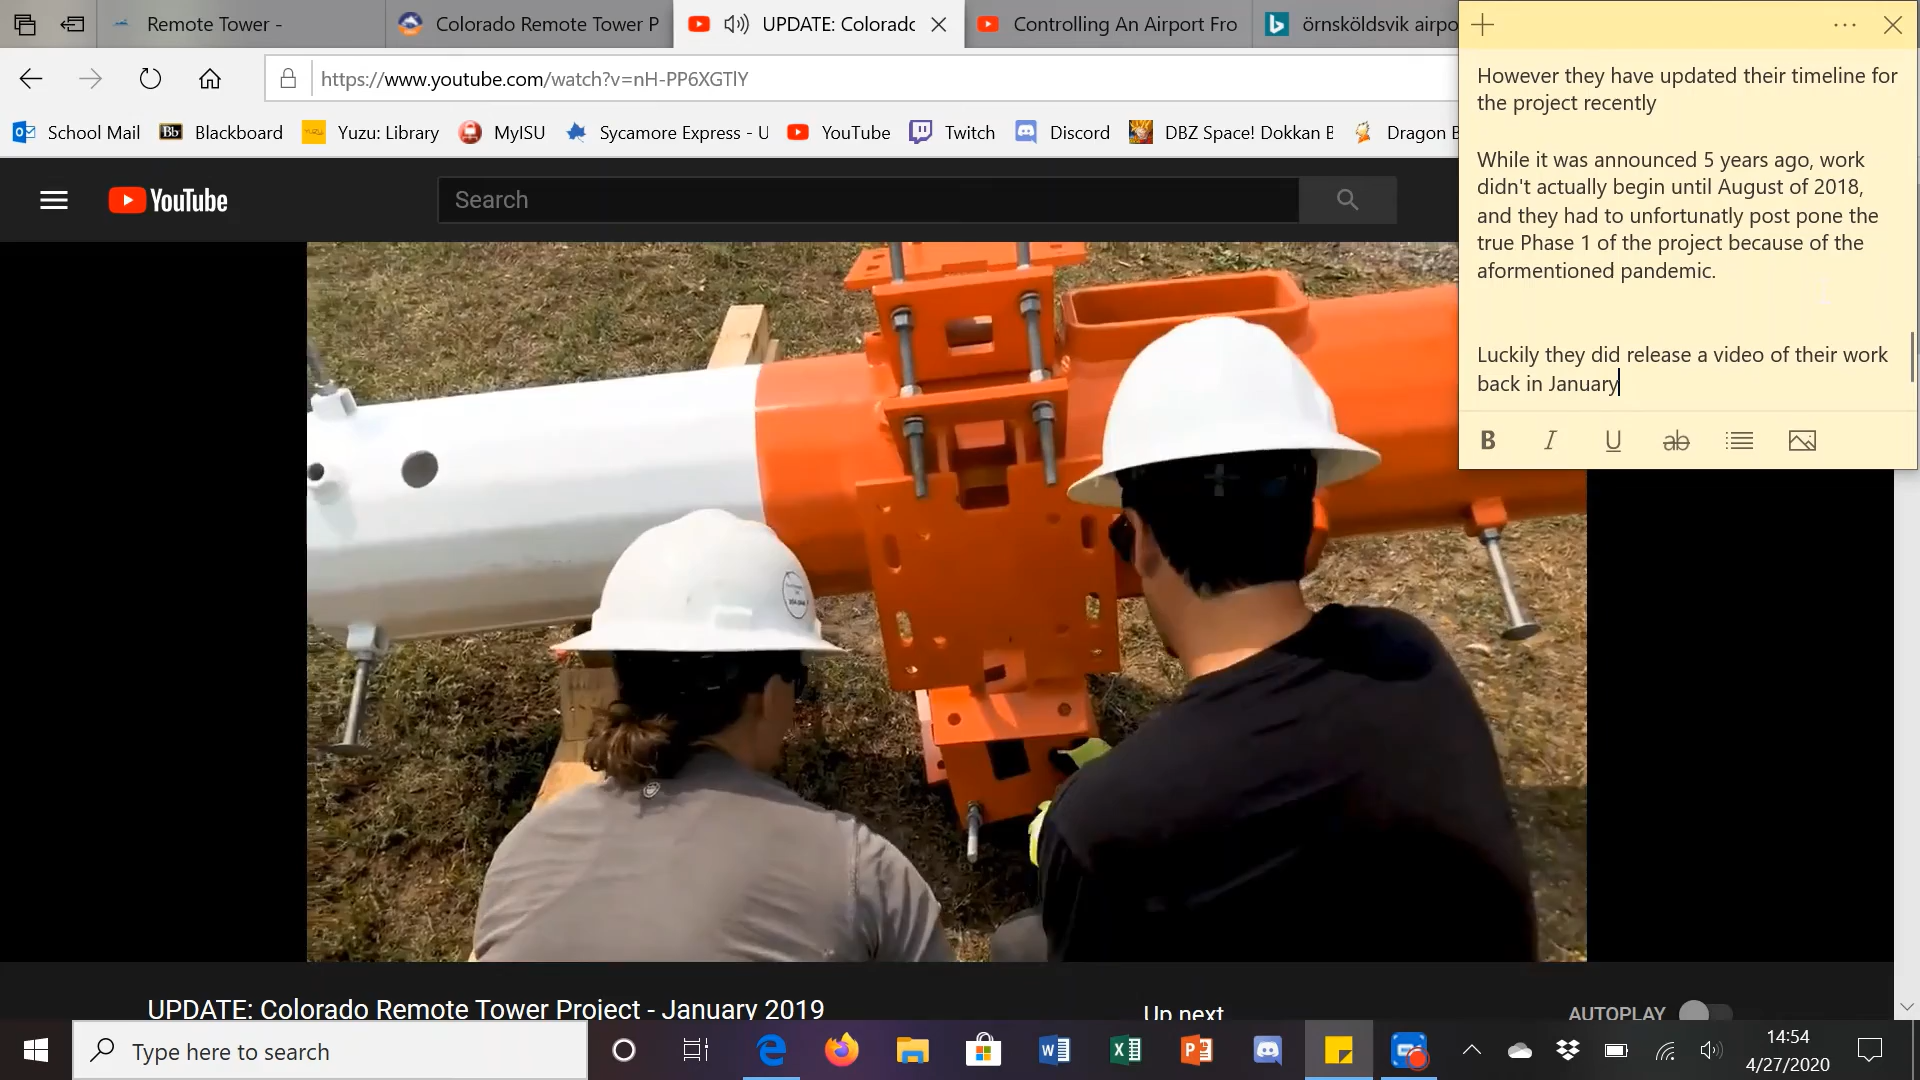 Remote Tower -
Colorado Remote Tower P
UPDATE: Colorado
Controlling An Airport Fro
örnsköldsvik airpo
https://www.youtube.com/watch?v=nH-PP6XGTlY
School Mail
Bb Blackboard
Yuzu: Library
MyISU
Sycamore Express - U
YouTube
Twitch
Discord
DBZ Space! Dokkan B
Dragon B
YouTube
Search
However they have updated their timeline for
the project recently
While it was announced 5 years ago, work
didn't actually begin until August of 2018,
and they had to unfortunatly post pone the
true Phase 1 of the project because of the
aformentioned pandemic.
Luckily they did release a video of their work
back in January
B I U ab
UPDATE: Colorado Remote Tower Project - January 2019
Up next
AUTOPLAY
Type here to search
14:54
4/27/2020